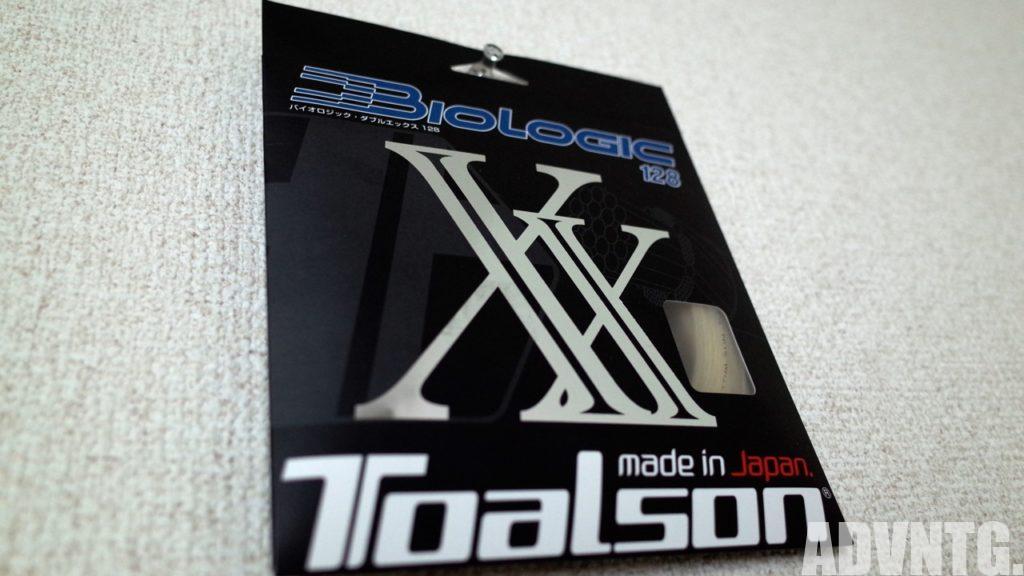 BIOLOGIC
バイオロジック・ダブルエックス 128
128
XX
made in Japan.
Toalson®
ADVNTG.